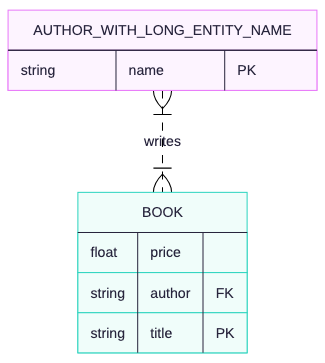 AUTHOR_WITH_LONG_ENTITY_NAME
string name PK
writes
BOOK
float price
string author FK
string title PK